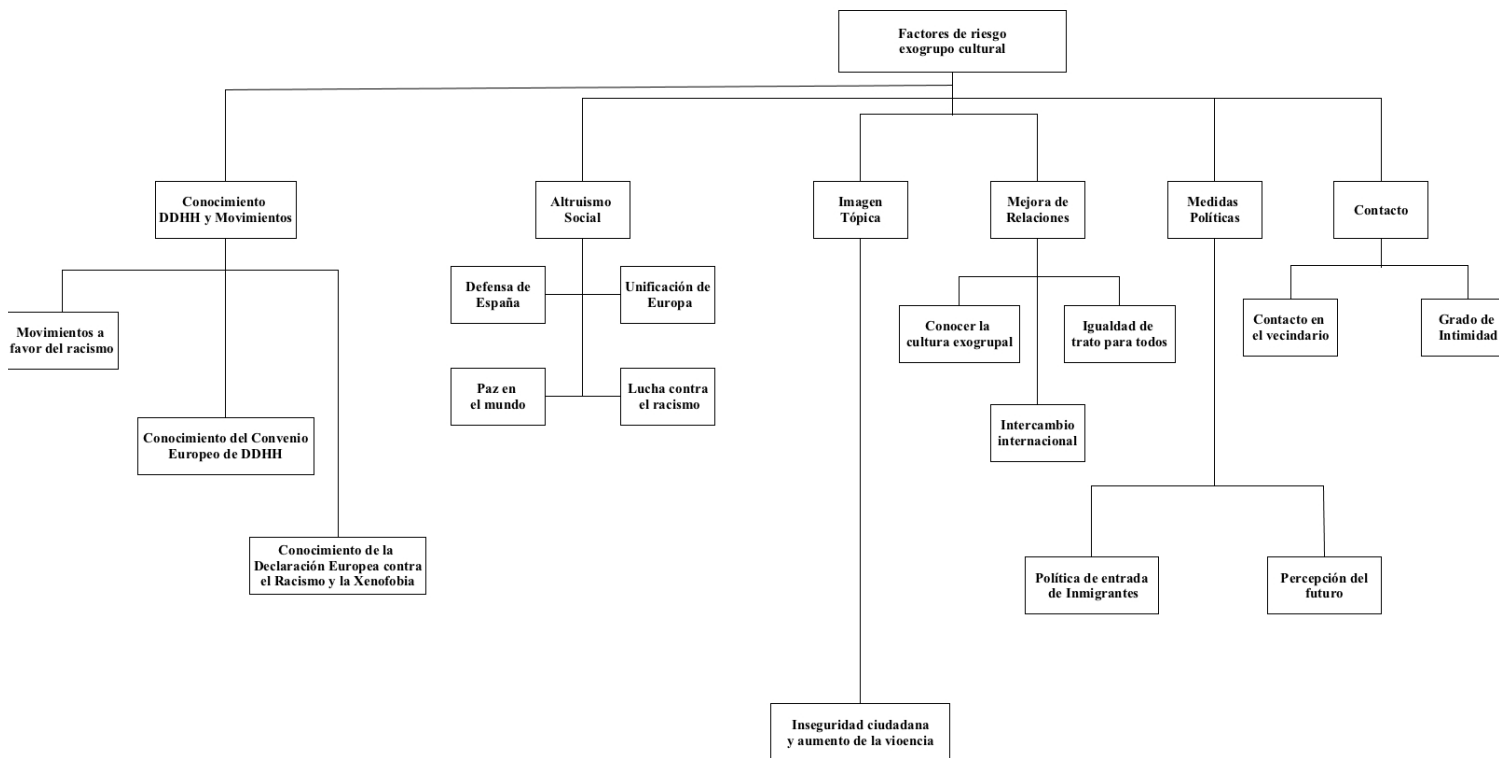 Factores de riesgo
exogrupo cultural
Conocimiento
DDHH y Movimientos
Altruismo
Social
Imagen
Tópica
Mejora de
Relaciones
Medidas
Políticas
Contacto
Movimientos a
favor del racismo
Conocimiento del Convenio
Europeo de DDHH
Conocimiento de la
Declaración Europea contra
el Racismo y la Xenofobia
Defensa de
España
Unificación de
Europa
Paz en
el mundo
Lucha contra
el racismo
Inseguridad ciudadana
y aumento de la vioencia
Conocer la
cultura exogrupal
Igualdad de
trato para todos
Intercambio
internacional
Política de entrada
de Inmigrantes
Percepción del
futuro
Contacto en
el vecindario
Grado de
Intimidad